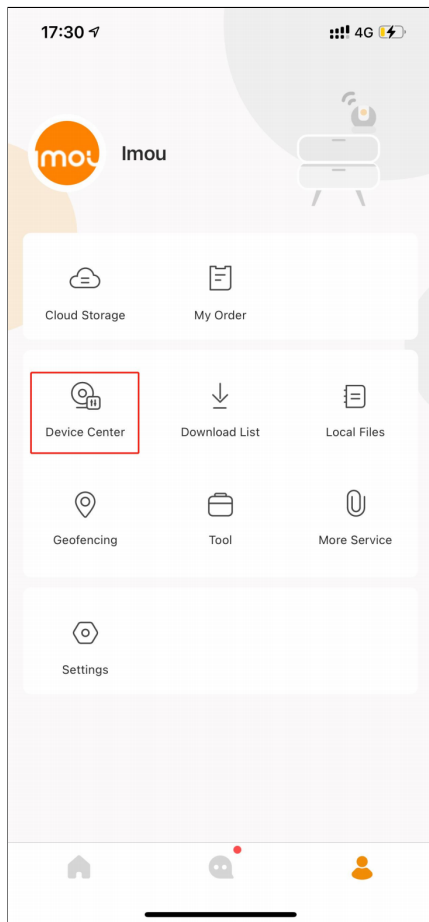 17:30 4G
imou Imou
Cloud Storage My Order
Device Center Download List Local Files
Geofencing Tool More Service
Settings